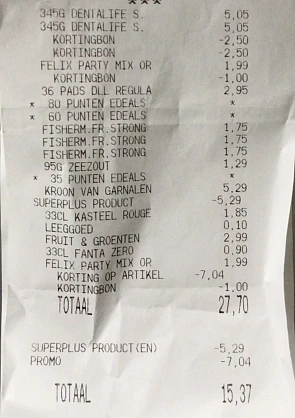 ***
345G DENTALIFE S. 5,05
345G DENTALIFE S. 5,05
KORTINGBON -2,50
KORTINGBON -2,50
FELIX PARTY MIX OR 1,99
KORTINGBON -1,00
36 PADS DLL REGULA 2,95
* 80 PUNTEN EDEALS *
* 60 PUNTEN EDEALS *
FISHERM.FR.STRONG 1,75
FISHERM.FR.STRONG 1,75
FISHERM.FR.STRONG 1,75
95G ZEEZOUT 1,29
* 35 PUNTEN EDEALS *
KROON VAN GARNALEN 5,29
SUPERPLUS PRODUCT -5,29
33CL KASTEEL ROUGE 1,85
LEEGGOED 0,10
FRUIT & GROENTEN 2,99
33CL FANTA ZERO 0,90
FELIX PARTY MIX OR 1,99
KORTING OP ARTIKEL -7,04
KORTINGBON -1,00
TOTAAL 27,70
SUPERPLUS PRODUCT(EN) -5,29
PROMO -7,04
TOTAAL 15,37